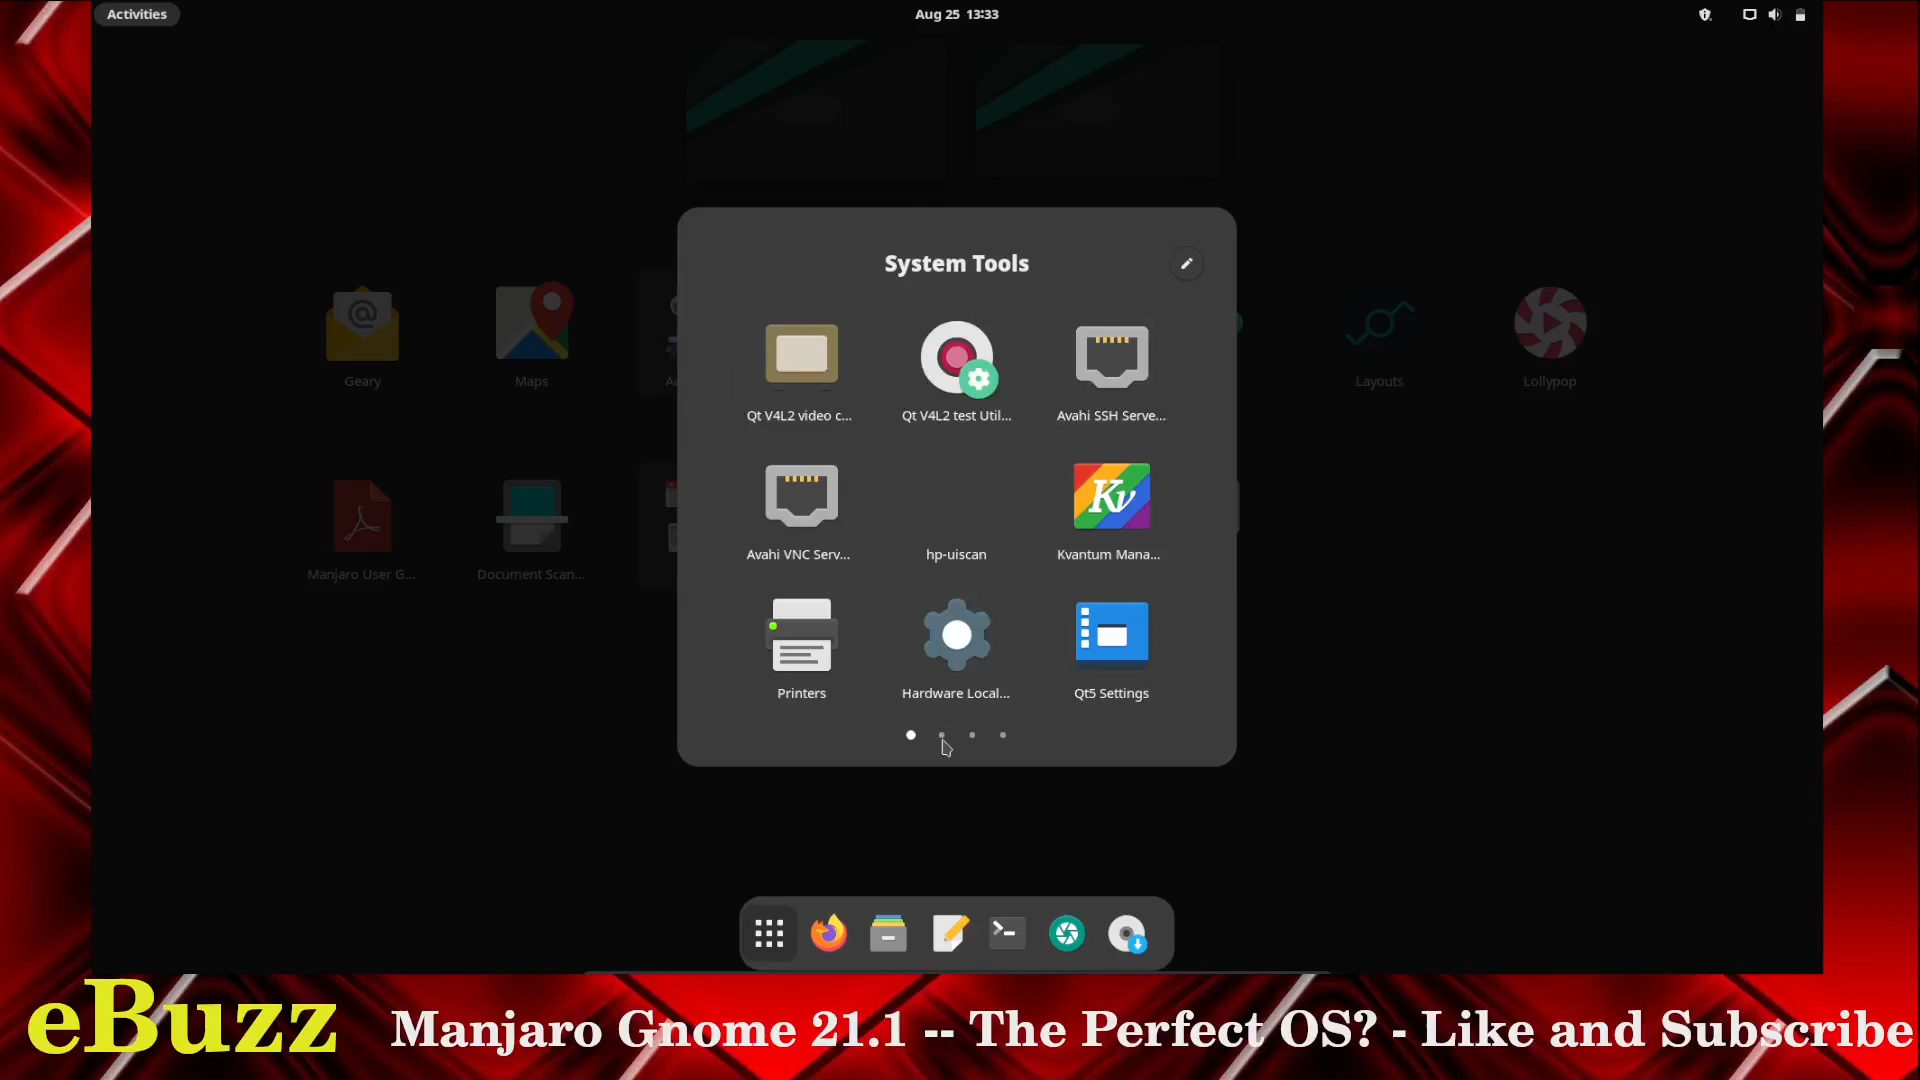 Activities
Aug 25 13:33
System Tools
Geary
Maps
Qt V4L2 video c...
Qt V4L2 test Util...
Avahi SSH Serve...
Layouts
Lollypop
Manjaro User G...
Document Scan...
Avahi VNC Serv...
hp-uiscan
Kv
Kvantum Mana...
Printers
Hardware Local...
Qt5 Settings
eBuzz
Manjaro Gnome 21.1 -- The Perfect OS? - Like and Subscribe